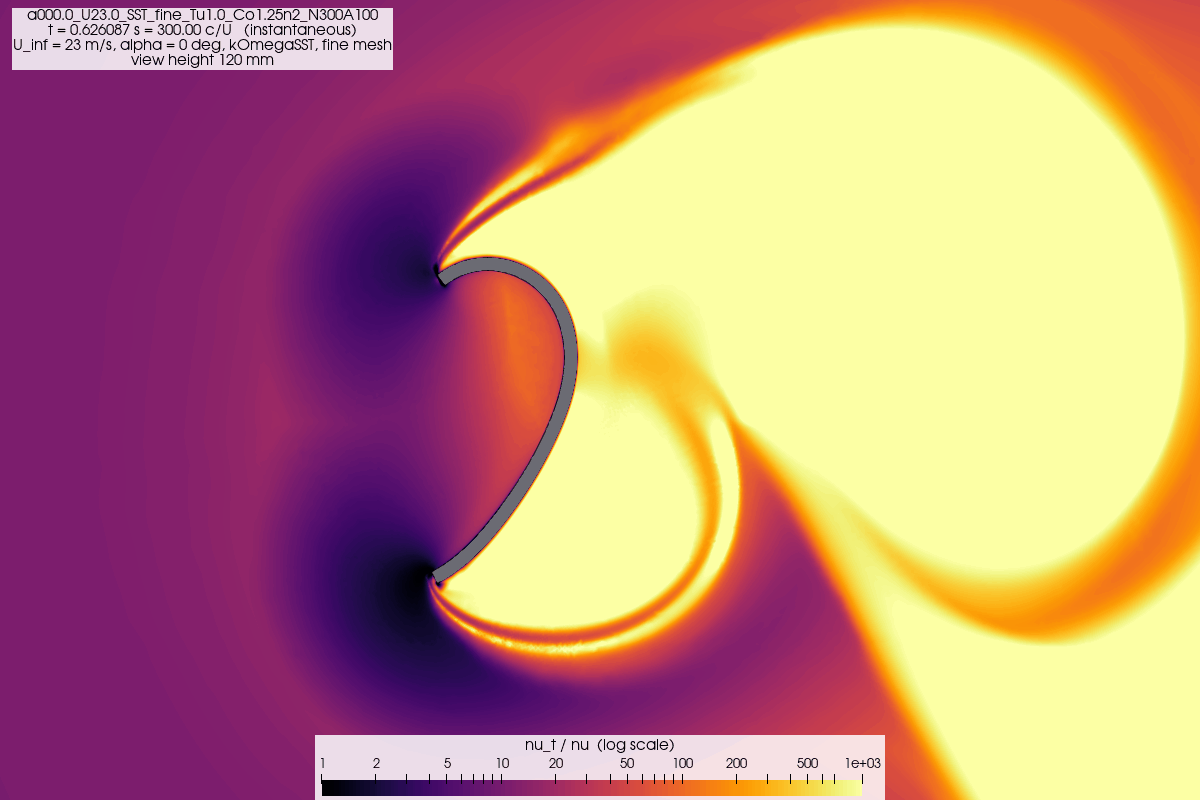 a000.0_U23.0_SST_fine_Tu1.0_Co1.25n2_N300A100
t = 0.626087 s = 300.00 c/U (instantaneous)
U_inf = 23 m/s, alpha = 0 deg, kOmegaSST, fine mesh
view height 120 mm
nu_t / nu (log scale)
1 2 5 10 20 50 100 200 500 1e+03